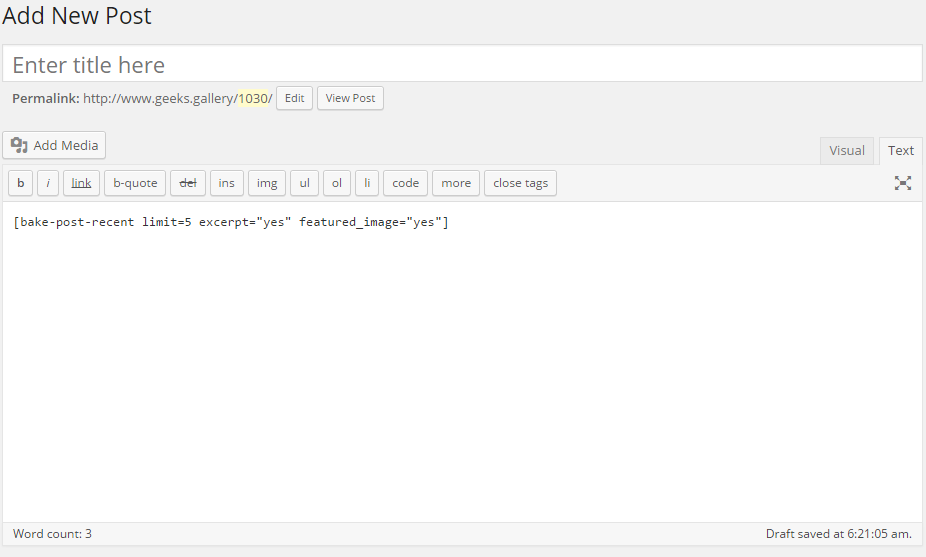 Add New Post
Enter title here
Permalink: http://www.geeks.gallery/1030/ Edit View Post
Add Media Visual Text
b i link b-quote del ins img ul ol li code more close tags
[bake-post-recent limit=5 excerpt="yes" featured_image="yes"]
Word count: 3 Draft saved at 6:21:05 am.